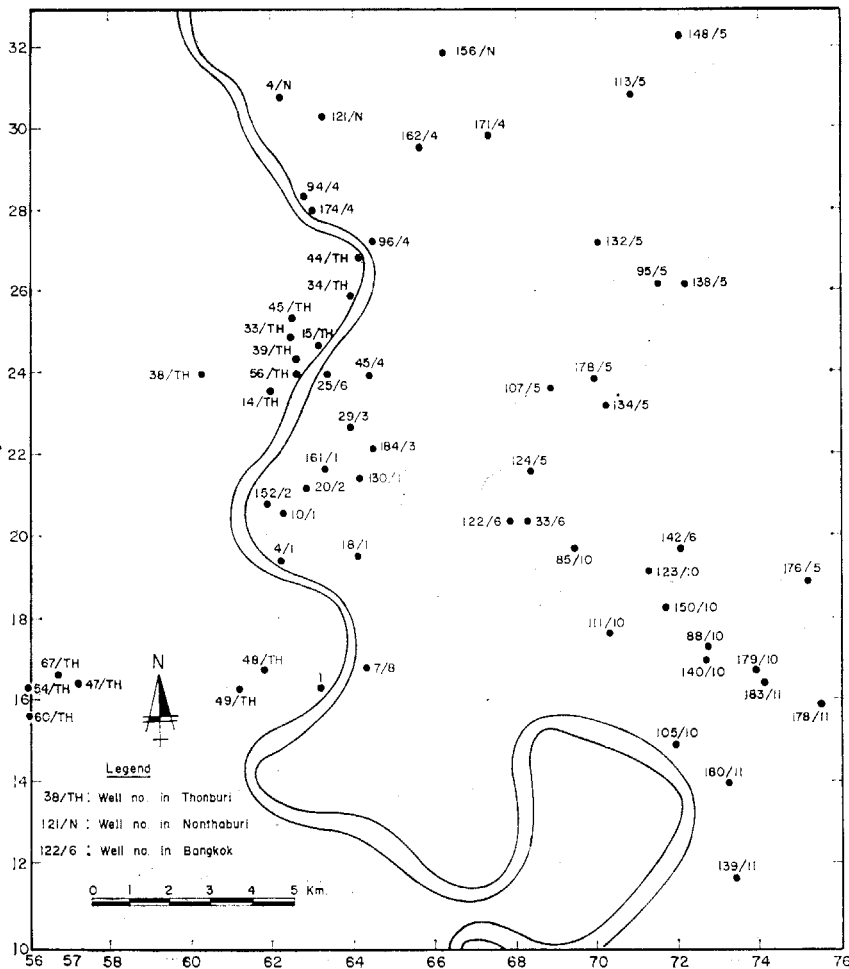 32
148/5
156/N
4/N
113/5
121/N
30
162/4
171/4
94/4
28
174/4
96/4
132/5
44/TH
95/5
138/5
34/TH
26
45/TH
33/TH
15/TH
39/TH
38/TH
56/TH
25/6
45/4
178/5
24
107/5
14/TH
134/5
29/3
184/3
22
161/1
130/1
124/5
152/2
20/2
10/1
122/6
33/6
20
4/1
18/1
85/10
142/6
123/10
176/5
150/10
18
111/10
88/10
67/TH
N
48/TH
7/8
140/10
179/10
54/TH
47/TH
1
183/11
16
49/TH
60/TH
178/11
105/10
Legend
14
180/11
38/TH : Well no. in Thonburi
121/N : Well no. in Nonthaburi
122/6 : Well no. in Bangkok
12
139/11
0 1 2 3 4 5 Km.
10
56 57 58 60 62 64 66 68 70 72 74 76